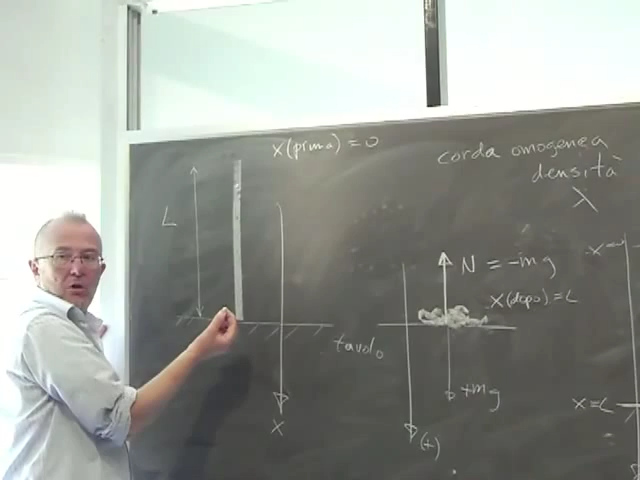 x(prima) = 0
corda omogenea
densità
λ
L
N = -mg
x(dopo) = L
tavolo
+mg
x = L
x
(+)